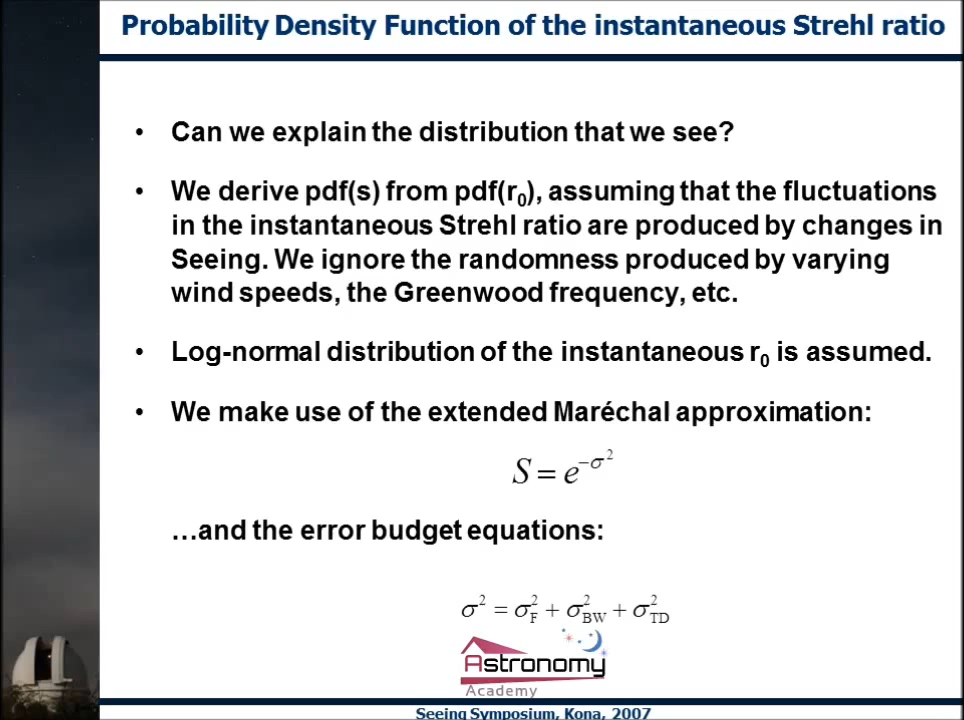 Probability Density Function of the instantaneous Strehl ratio
• Can we explain the distribution that we see?
• We derive pdf(s) from pdf(r₀), assuming that the fluctuations
in the instantaneous Strehl ratio are produced by changes in
Seeing. We ignore the randomness produced by varying
wind speeds, the Greenwood frequency, etc.
• Log-normal distribution of the instantaneous r₀ is assumed.
• We make use of the extended Maréchal approximation:
S = e^{-σ²}
…and the error budget equations:
σ² = σ²_F + σ²_BW + σ²_TD
Astronomy
Academy
Seeing Symposium, Kona, 2007